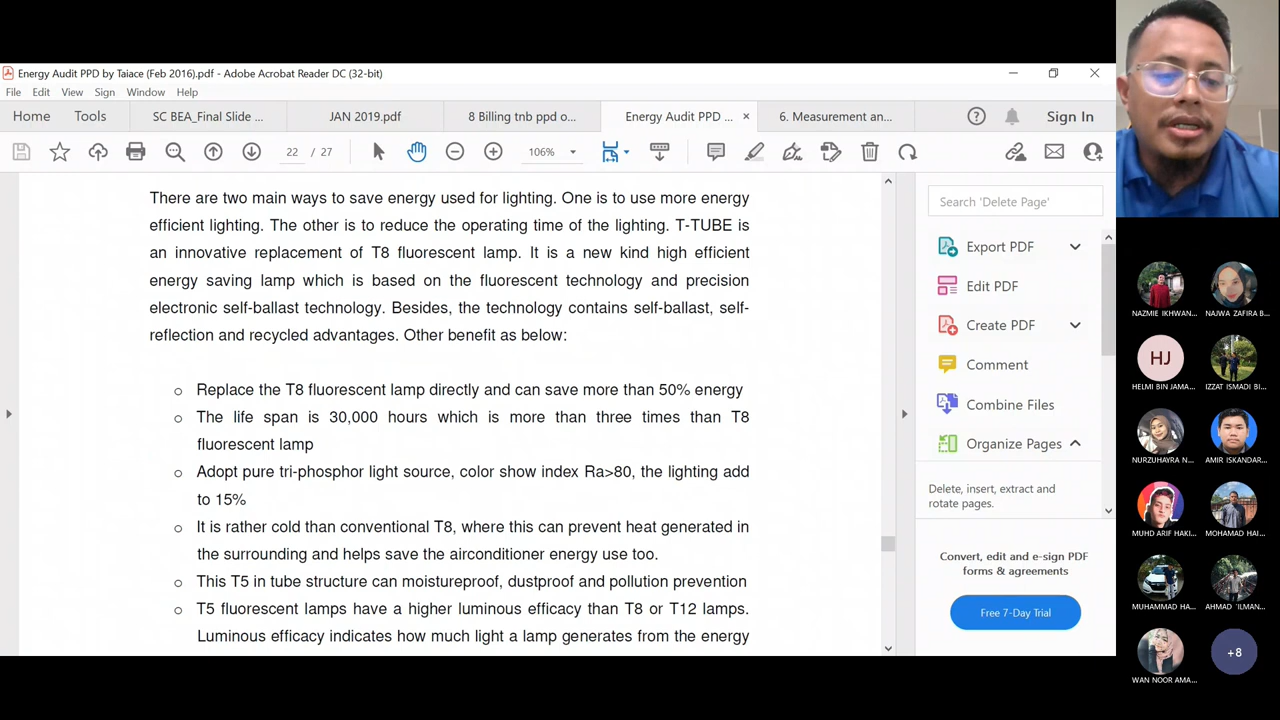 Energy Audit PPD by Taiace (Feb 2016).pdf - Adobe Acrobat Reader DC (32-bit)
File Edit View Sign Window Help
Home Tools SC BEA_Final Slide ... JAN 2019.pdf 8 Billing tnb ppd o... Energy Audit PPD ... × 6. Measurement an... Sign In
22 / 27 106%
There are two main ways to save energy used for lighting. One is to use more energy
efficient lighting. The other is to reduce the operating time of the lighting. T-TUBE is
an innovative replacement of T8 fluorescent lamp. It is a new kind high efficient
energy saving lamp which is based on the fluorescent technology and precision
electronic self-ballast technology. Besides, the technology contains self-ballast, self-
reflection and recycled advantages. Other benefit as below:
o Replace the T8 fluorescent lamp directly and can save more than 50% energy
o The life span is 30,000 hours which is more than three times than T8
fluorescent lamp
o Adopt pure tri-phosphor light source, color show index Ra>80, the lighting add
to 15%
o It is rather cold than conventional T8, where this can prevent heat generated in
the surrounding and helps save the airconditioner energy use too.
o This T5 in tube structure can moistureproof, dustproof and pollution prevention
o T5 fluorescent lamps have a higher luminous efficacy than T8 or T12 lamps.
Luminous efficacy indicates how much light a lamp generates from the energy
Search 'Delete Page'
Export PDF
Edit PDF
Create PDF
Comment
Combine Files
Organize Pages
Delete, insert, extract and
rotate pages.
Convert, edit and e-sign PDF
forms & agreements
Free 7-Day Trial
NAZMIE IKHWAN... NAJWA ZAFIRA B...
HJ
HELMI BIN JAMA... IZZAT ISMADI BI...
NURZUHAYRA N... AMIR ISKANDAR...
MUHD ARIF HAKI... MOHAMAD HAI...
MUHAMMAD HA... AHMAD 'ILMAN...
+8
WAN NOOR AMA...